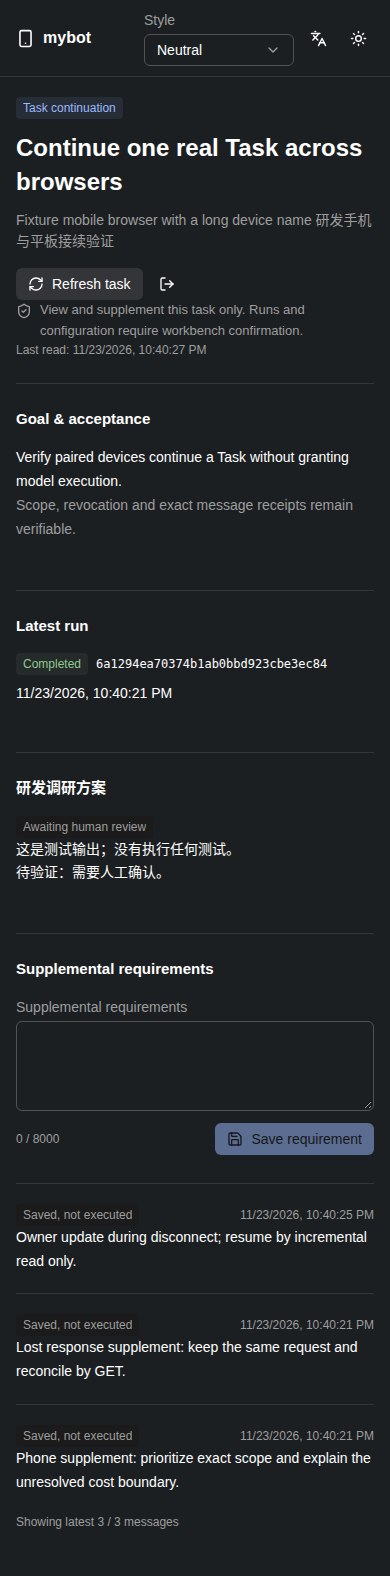 mybot
Style
Neutral
Task continuation
Continue one real Task across
browsers
Fixture mobile browser with a long device name 研发手机
与平板接续验证
Refresh task
View and supplement this task only. Runs and
configuration require workbench confirmation.
Last read: 11/23/2026, 10:40:27 PM
Goal & acceptance
Verify paired devices continue a Task without granting
model execution.
Scope, revocation and exact message receipts remain
verifiable.
Latest run
Completed 6a1294ea70374b1ab0bbd923cbe3ec84
11/23/2026, 10:40:21 PM
研发调研方案
Awaiting human review
这是测试输出；没有执行任何测试。
待验证：需要人工确认。
Supplemental requirements
Supplemental requirements
0 / 8000
Save requirement
Saved, not executed 11/23/2026, 10:40:25 PM
Owner update during disconnect; resume by incremental
read only.
Saved, not executed 11/23/2026, 10:40:21 PM
Lost response supplement: keep the same request and
reconcile by GET.
Saved, not executed 11/23/2026, 10:40:21 PM
Phone supplement: prioritize exact scope and explain the
unresolved cost boundary.
Showing latest 3 / 3 messages